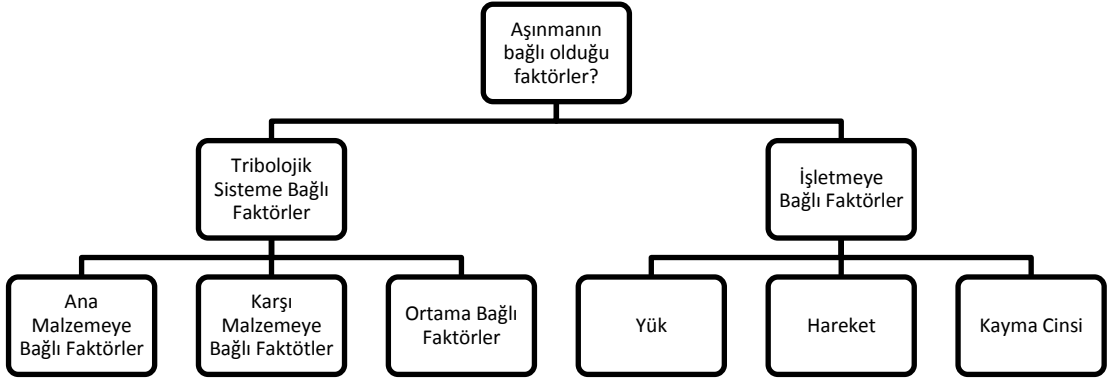 Aşınmanın
bağlı olduğu
faktörler?
Tribolojik
Sisteme Bağlı
Faktörler
İşletmeye
Bağlı Faktörler
Ana
Malzemeye
Bağlı Faktörler
Karşı
Malzemeye
Bağlı Faktötler
Ortama Bağlı
Faktörler
Yük
Hareket
Kayma Cinsi